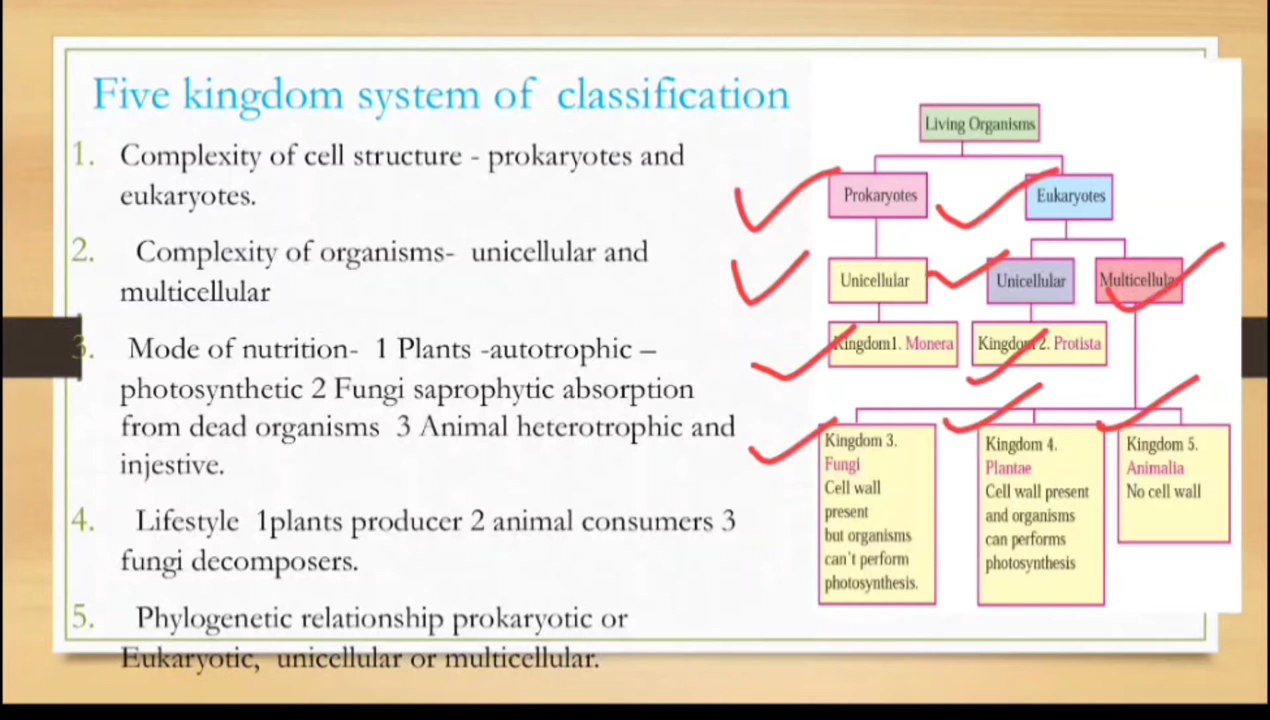 Five kingdom system of classification
1. Complexity of cell structure - prokaryotes and
eukaryotes.
2. Complexity of organisms- unicellular and
multicellular
3. Mode of nutrition- 1 Plants -autotrophic –
photosynthetic 2 Fungi saprophytic absorption
from dead organisms 3 Animal heterotrophic and
injestive.
4. Lifestyle 1plants producer 2 animal consumers 3
fungi decomposers.
5. Phylogenetic relationship prokaryotic or
Eukaryotic, unicellular or multicellular.
Living Organisms
Prokaryotes
Eukaryotes
Unicellular
Unicellular
Multicellular
Kingdom1. Monera
Kingdom 2. Protista
Kingdom 3.
Fungi
Cell wall
present
but organisms
can't perform
photosynthesis.
Kingdom 4.
Plantae
Cell wall present
and organisms
can performs
photosynthesis
Kingdom 5.
Animalia
No cell wall